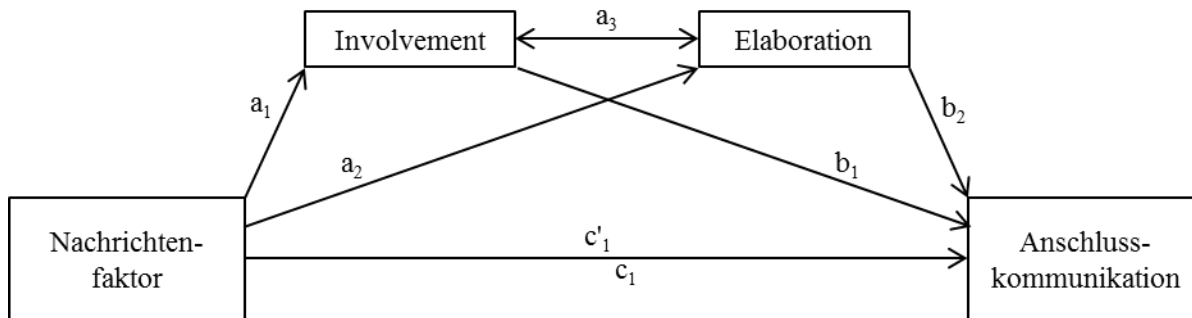 a₃
Involvement
Elaboration
a₁
b₂
a₂
b₁
Nachrichten-
faktor
c'₁
c₁
Anschluss-
kommunikation